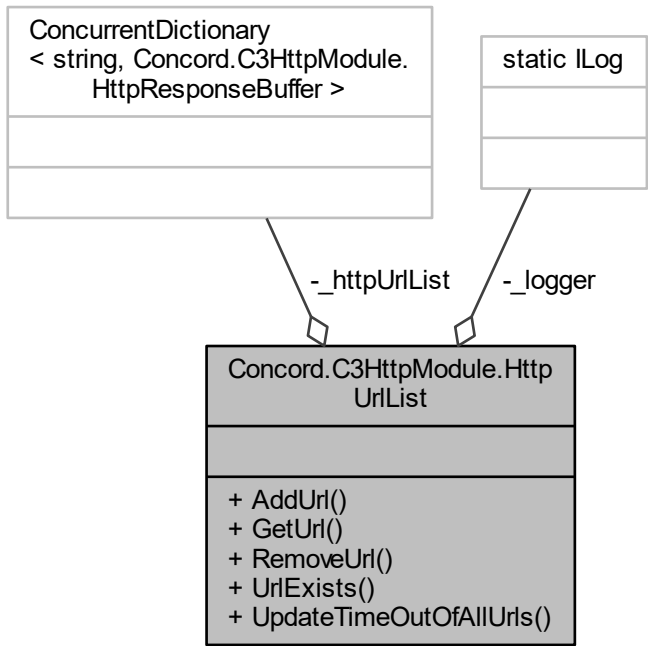 ConcurrentDictionary
< string, Concord.C3HttpModule.
HttpResponseBuffer >
static ILog
-_httpUrlList
-_logger
Concord.C3HttpModule.Http
UrlList
+ AddUrl()
+ GetUrl()
+ RemoveUrl()
+ UrlExists()
+ UpdateTimeOutOfAllUrls()